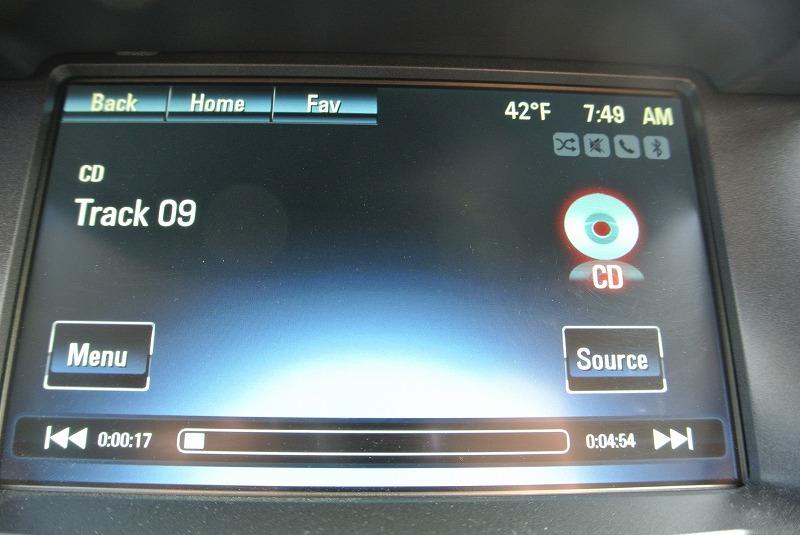 Back Home Fav 42°F 7:49 AM
CD
Track 09
CD
Menu Source
0:00:17 0:04:54